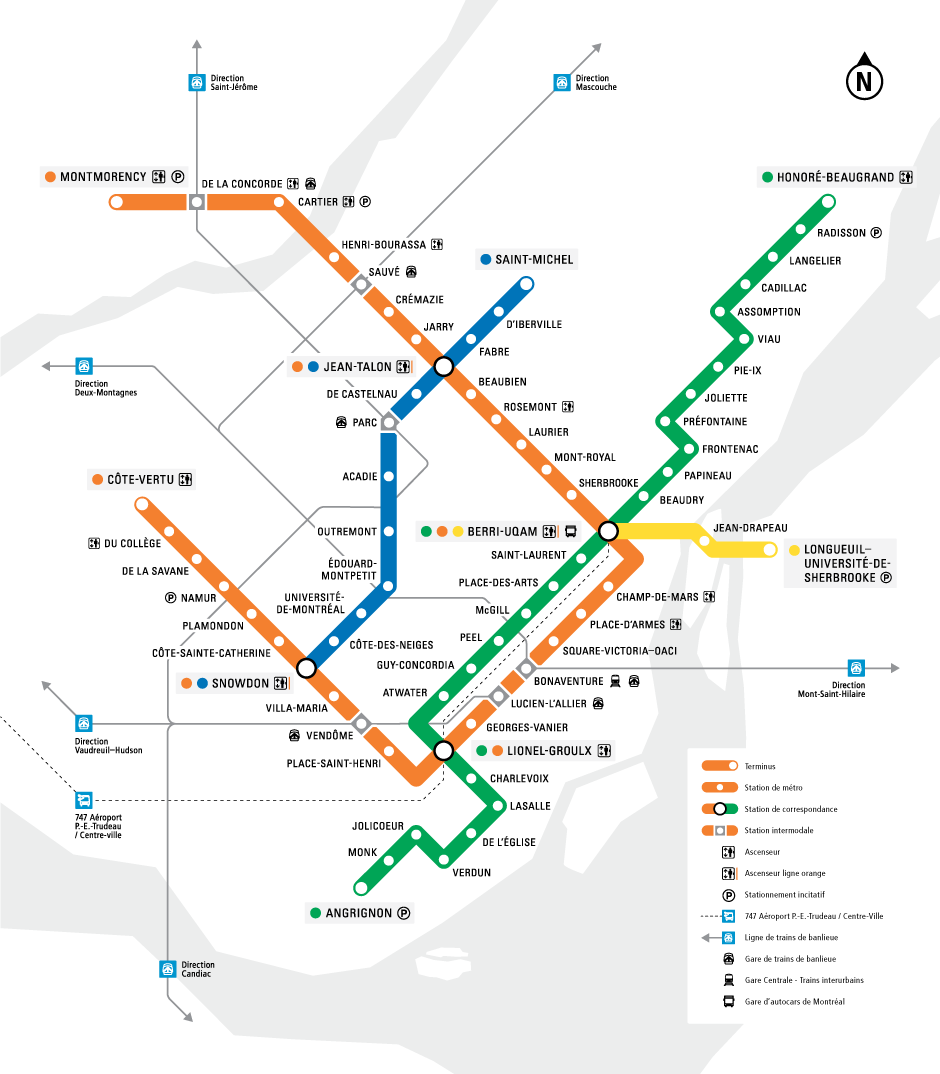 Direction
Saint-Jérôme
Direction
Mascouche
N
MONTMORENCY P
DE LA CONCORDE
CARTIER P
HONORÉ-BEAUGRAND
RADISSON P
HENRI-BOURASSA
LANGELIER
SAUVÉ
SAINT-MICHEL
CADILLAC
CRÉMAZIE
ASSOMPTION
JARRY
D'IBERVILLE
VIAU
FABRE
JEAN-TALON
PIE-IX
Direction
Deux-Montagnes
BEAUBIEN
DE CASTELNAU
JOLIETTE
ROSEMONT
PARC
PRÉFONTAINE
LAURIER
FRONTENAC
MONT-ROYAL
ACADIE
PAPINEAU
CÔTE-VERTU
SHERBROOKE
BEAUDRY
OUTREMONT
BERRI-UQAM
JEAN-DRAPEAU
DU COLLÈGE
SAINT-LAURENT
LONGUEUIL–
UNIVERSITÉ-DE-
SHERBROOKE P
DE LA SAVANE
ÉDOUARD-
MONTPETIT
PLACE-DES-ARTS
P NAMUR
UNIVERSITÉ-
DE-MONTRÉAL
CHAMP-DE-MARS
McGILL
PLAMONDON
PLACE-D'ARMES
PEEL
CÔTE-SAINTE-CATHERINE
CÔTE-DES-NEIGES
SQUARE-VICTORIA–OACI
GUY-CONCORDIA
SNOWDON
BONAVENTURE
Direction
Mont-Saint-Hilaire
ATWATER
VILLA-MARIA
LUCIEN-L'ALLIER
GEORGES-VANIER
VENDÔME
Direction
Vaudreuil–Hudson
LIONEL-GROULX
PLACE-SAINT-HENRI
CHARLEVOIX
LASALLE
747 Aéroport
P.-E.-Trudeau
/ Centre-ville
JOLICOEUR
DE L'ÉGLISE
MONK
VERDUN
ANGRIGNON P
Direction
Candiac
Terminus
Station de métro
Station de correspondance
Station intermodale
Ascenseur
Ascenseur ligne orange
P Stationnement incitatif
747 Aéroport P.-E.-Trudeau / Centre-Ville
Ligne de trains de banlieue
Gare de trains de banlieue
Gare Centrale - Trains interurbains
Gare d'autocars de Montréal